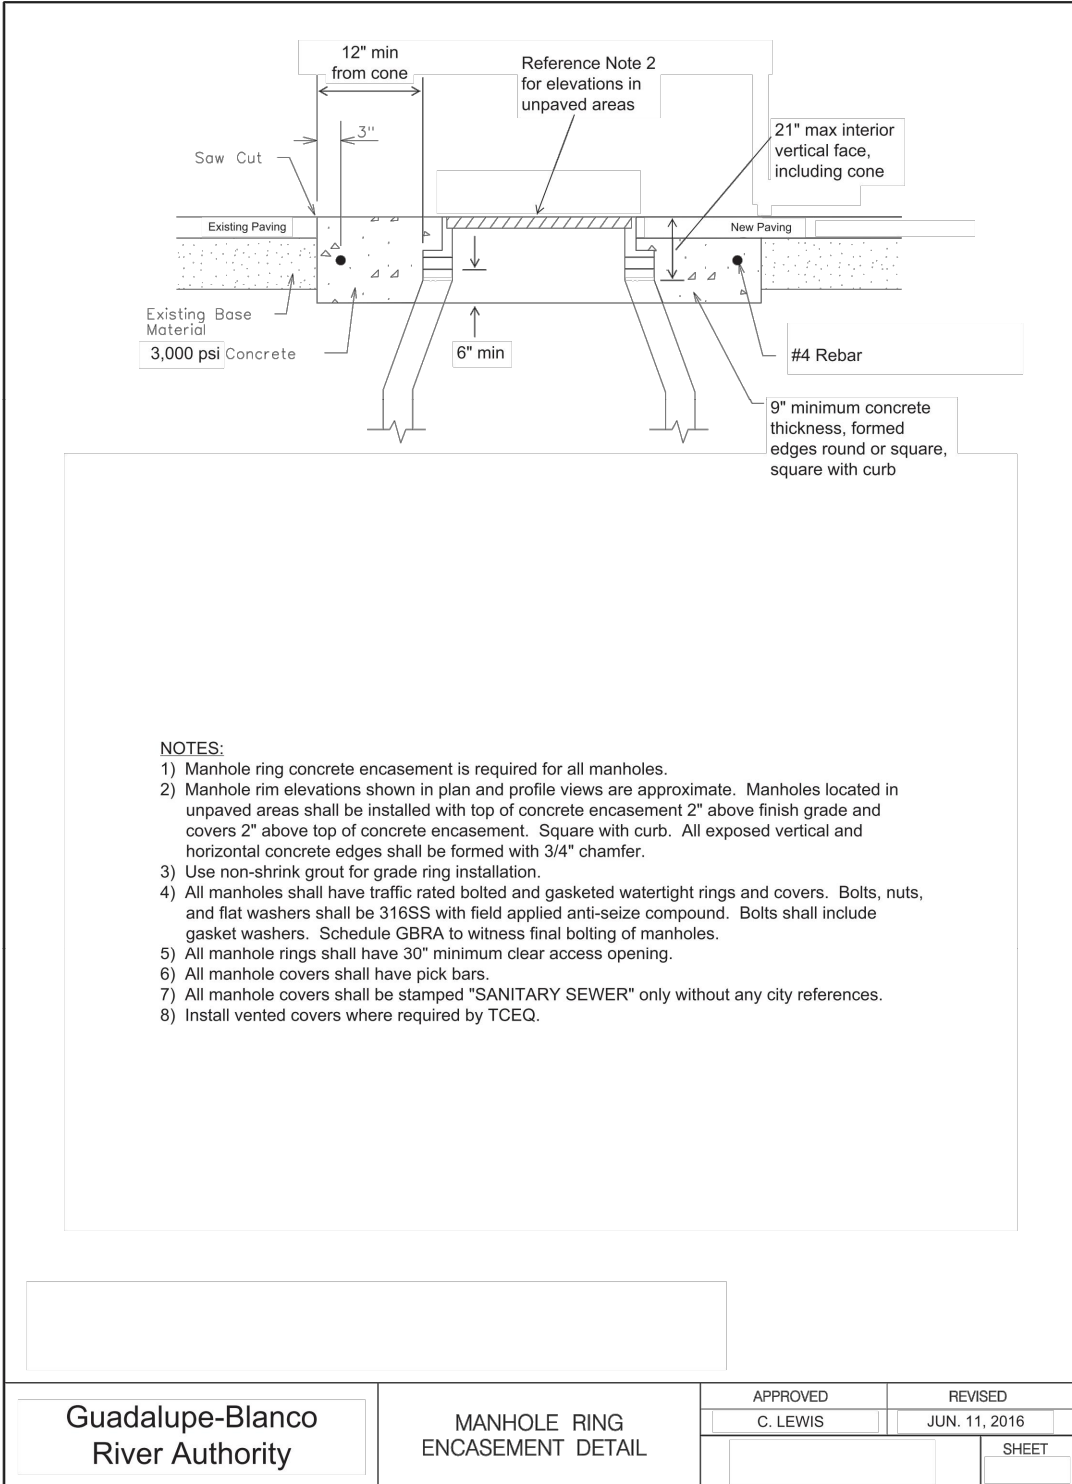 12" min
from cone
Reference Note 2
for elevations in
unpaved areas
21" max interior
vertical face,
including cone
3"
Saw Cut
Existing Paving
New Paving
Existing Base
Material
3,000 psi Concrete
6" min
#4 Rebar
9" minimum concrete
thickness, formed
edges round or square,
square with curb
NOTES:
1) Manhole ring concrete encasement is required for all manholes.
2) Manhole rim elevations shown in plan and profile views are approximate. Manholes located in
unpaved areas shall be installed with top of concrete encasement 2" above finish grade and
covers 2" above top of concrete encasement. Square with curb. All exposed vertical and
horizontal concrete edges shall be formed with 3/4" chamfer.
3) Use non-shrink grout for grade ring installation.
4) All manholes shall have traffic rated bolted and gasketed watertight rings and covers. Bolts, nuts,
and flat washers shall be 316SS with field applied anti-seize compound. Bolts shall include
gasket washers. Schedule GBRA to witness final bolting of manholes.
5) All manhole rings shall have 30" minimum clear access opening.
6) All manhole covers shall have pick bars.
7) All manhole covers shall be stamped "SANITARY SEWER" only without any city references.
8) Install vented covers where required by TCEQ.
Guadalupe-Blanco
River Authority
MANHOLE RING
ENCASEMENT DETAIL
APPROVED
C. LEWIS
REVISED
JUN. 11, 2016
SHEET